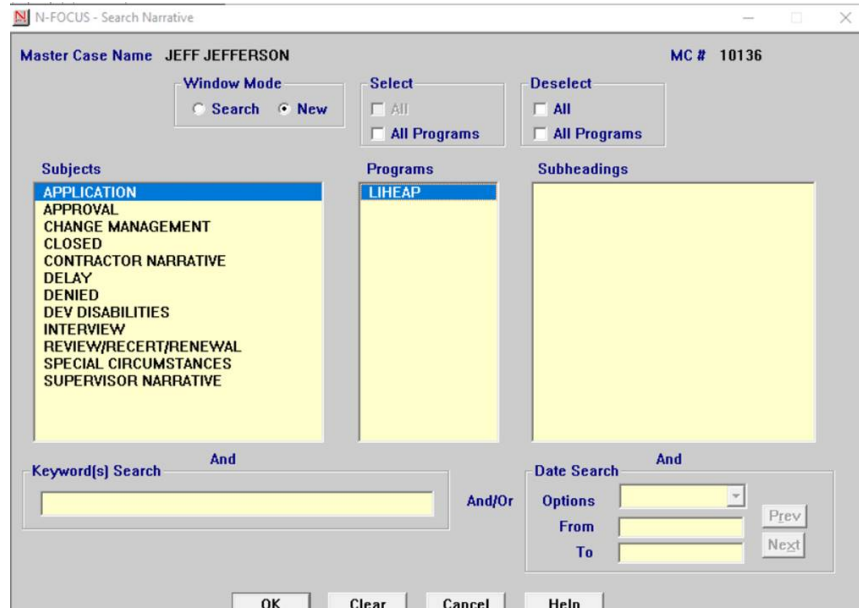 N-FOCUS - Search Narrative
Master Case Name JEFF JEFFERSON MC # 10136
Window Mode
Search New
Select
All
All Programs
Deselect
All
All Programs
Subjects
APPLICATION
APPROVAL
CHANGE MANAGEMENT
CLOSED
CONTRACTOR NARRATIVE
DELAY
DENIED
DEV DISABILITIES
INTERVIEW
REVIEW/RECERT/RENEWAL
SPECIAL CIRCUMSTANCES
SUPERVISOR NARRATIVE
Programs
LIHEAP
Subheadings
And
Keyword(s) Search
And/Or
And
Date Search
Options
From
To
Prev
Next
OK Clear Cancel Help